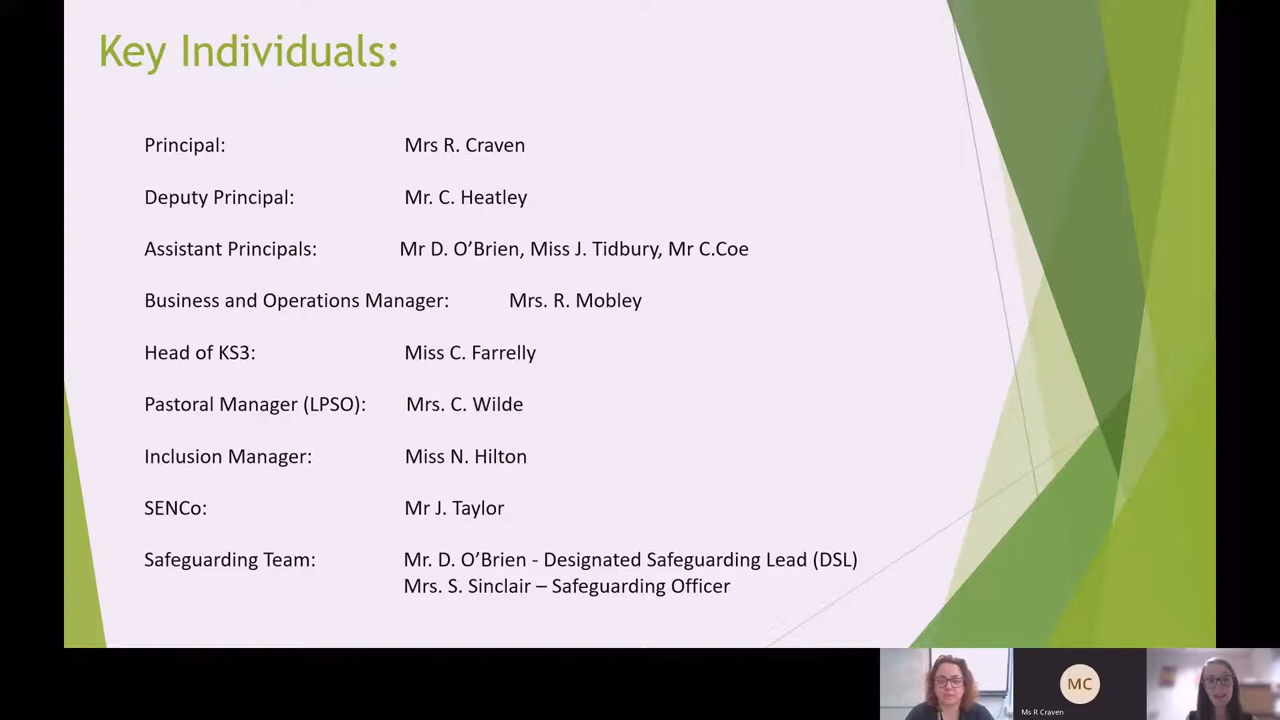 Key Individuals:
Principal: Mrs R. Craven
Deputy Principal: Mr. C. Heatley
Assistant Principals: Mr D. O’Brien, Miss J. Tidbury, Mr C.Coe
Business and Operations Manager: Mrs. R. Mobley
Head of KS3: Miss C. Farrelly
Pastoral Manager (LPSO): Mrs. C. Wilde
Inclusion Manager: Miss N. Hilton
SENCo: Mr J. Taylor
Safeguarding Team: Mr. D. O’Brien - Designated Safeguarding Lead (DSL)
Mrs. S. Sinclair – Safeguarding Officer
MC
Ms R Craven